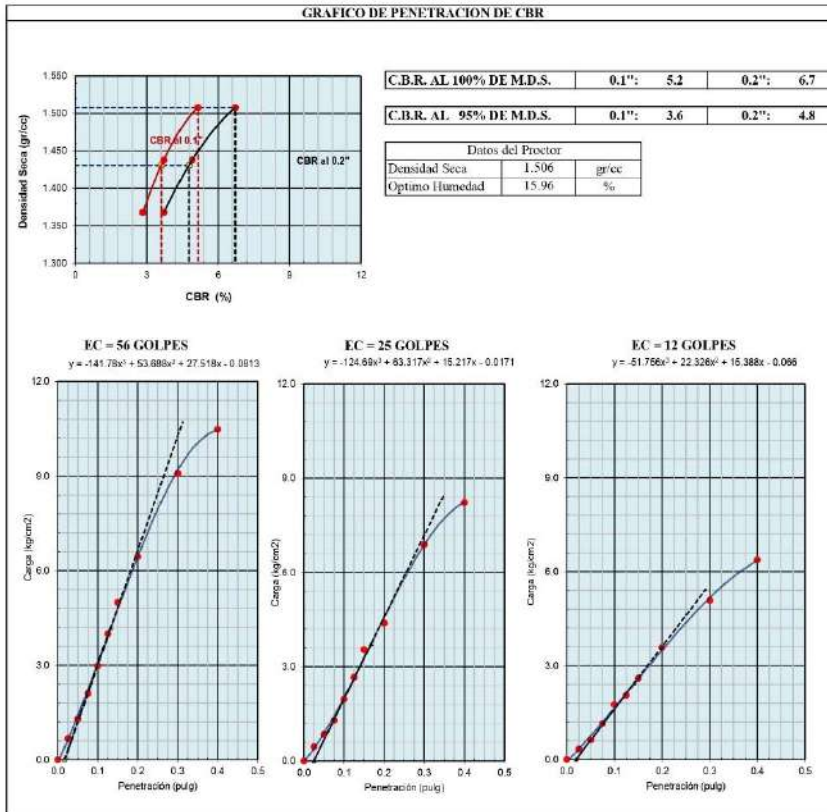 GRAFICO DE PENETRACION DE CBR
C.B.R. AL 100% DE M.D.S. 0.1": 5.2 0.2": 6.7
C.B.R. AL 95% DE M.D.S. 0.1": 3.6 0.2": 4.8
Datos del Proctor
Densidad Seca 1.506 gr/cc
Optimo Humedad 15.96 %
Densidad Seca (gr/cc)
1.550
1.500
1.450
1.400
1.350
1.300
CBR al 0.1"
CBR al 0.2"
0 3 6 9 12
CBR (%)
EC = 56 GOLPES
y = -141.78x³ + 53.688x² + 27.518x - 0.0813
Carga (kg/cm2)
12.0
9.0
6.0
3.0
0.0
0.0 0.1 0.2 0.3 0.4 0.5
Penetración (pulg)
EC = 25 GOLPES
y = -124.69x³ + 63.317x² + 15.217x - 0.0171
Carga (kg/cm2)
12.0
9.0
6.0
3.0
0.0
0.0 0.1 0.2 0.3 0.4 0.5
Penetración (pulg)
EC = 12 GOLPES
y = -51.756x³ + 22.326x² + 15.388x - 0.066
Carga (kg/cm2)
12.0
9.0
6.0
3.0
0.0
0.0 0.1 0.2 0.3 0.4 0.5
Penetración (pulg)